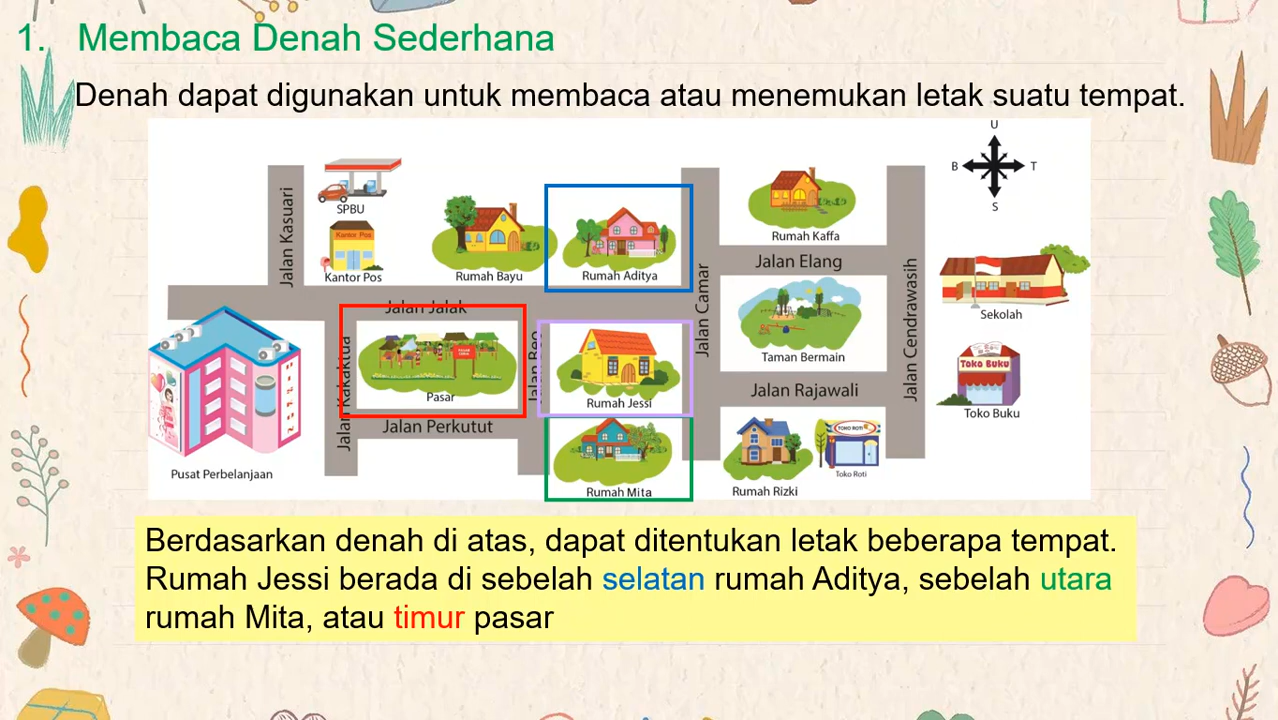 1. Membaca Denah Sederhana
Denah dapat digunakan untuk membaca atau menemukan letak suatu tempat.
U
B T
S
Jalan Kasuari
SPBU
Kantor Pos
Kantor Pos
Rumah Bayu
Rumah Aditya
Jalan Camar
Rumah Kaffa
Jalan Elang
Taman Bermain
Jalan Rajawali
Jalan Cendrawasih
Sekolah
Toko Buku
Toko Buku
Jalan Jalak
Jalan Kakaktua
Pasar
Jalan Beo
Rumah Jessi
Jalan Perkutut
Rumah Mita
Rumah Rizki
TOKO ROTI
Toko Roti
Pusat Perbelanjaan
Berdasarkan denah di atas, dapat ditentukan letak beberapa tempat.
Rumah Jessi berada di sebelah selatan rumah Aditya, sebelah utara
rumah Mita, atau timur pasar